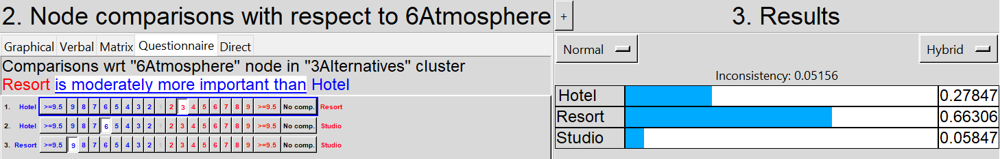 2. Node comparisons with respect to 6Atmosphere
Graphical Verbal Matrix Questionnaire Direct
Comparisons wrt "6Atmosphere" node in "3Alternatives" cluster
Resort is moderately more important than Hotel
1. Hotel >=9.5 9 8 7 6 5 4 3 2 1 2 3 4 5 6 7 8 9 >=9.5 No comp. Resort
2. Hotel >=9.5 9 8 7 6 5 4 3 2 1 2 3 4 5 6 7 8 9 >=9.5 No comp. Studio
3. Resort >=9.5 9 8 7 6 5 4 3 2 1 2 3 4 5 6 7 8 9 >=9.5 No comp. Studio
+ 3. Results
Normal Hybrid
Inconsistency: 0.05156
Hotel 0.27847
Resort 0.66306
Studio 0.05847